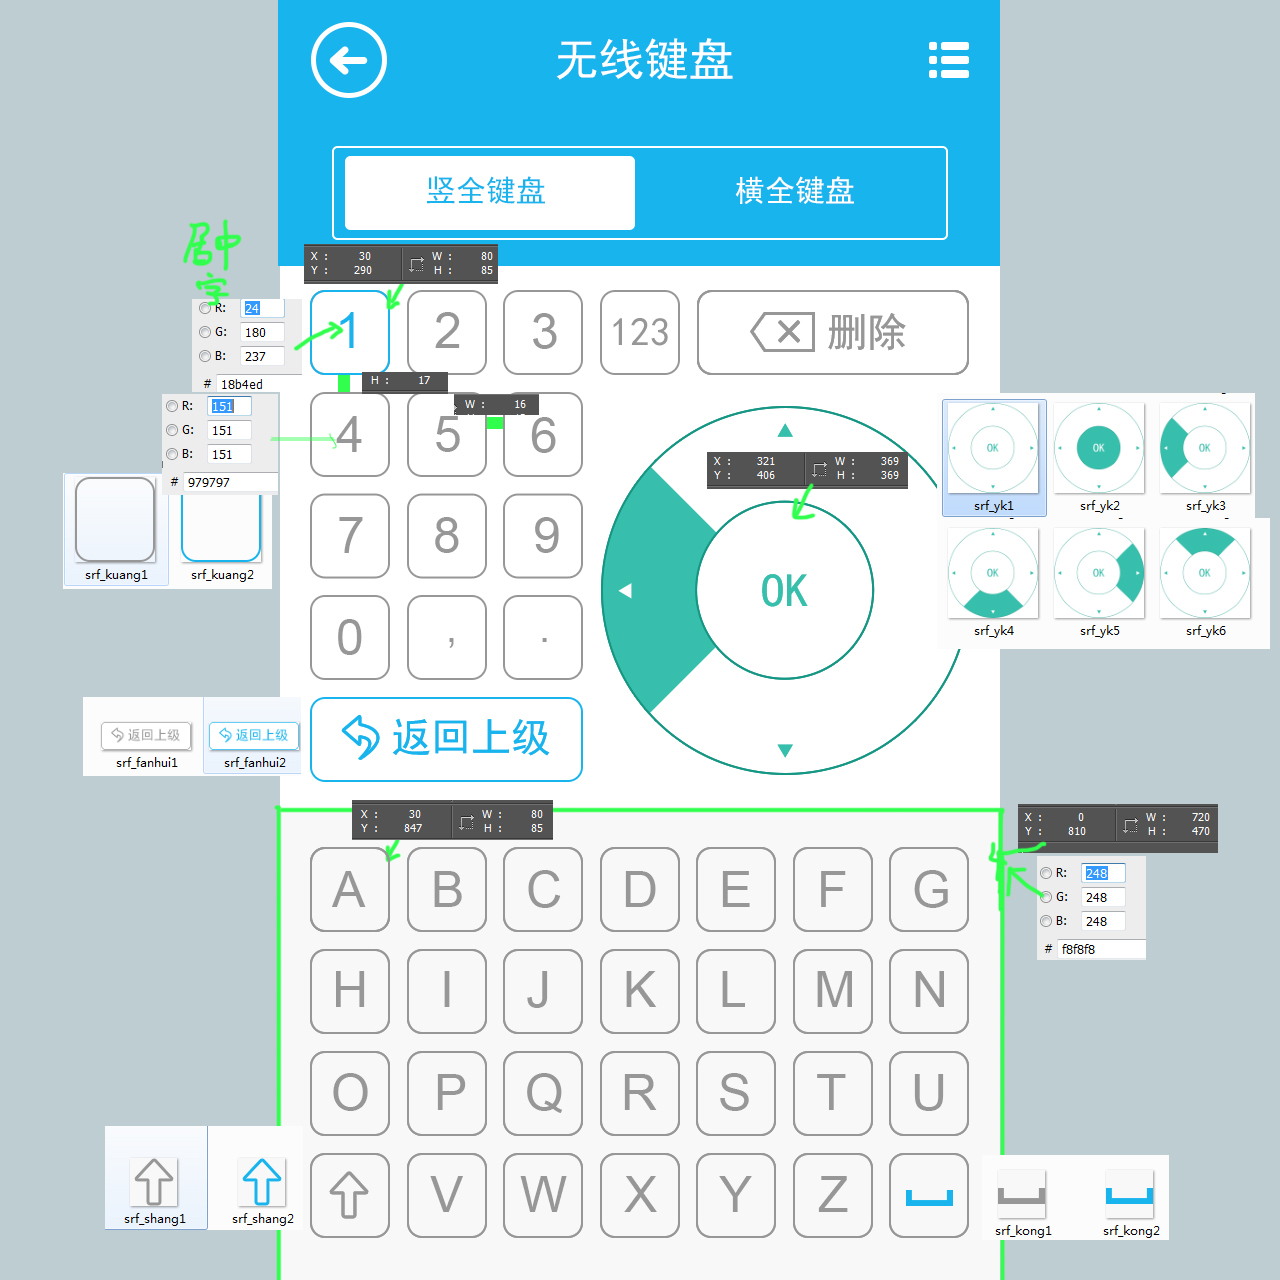 无线键盘
竖全键盘 横全键盘
居中
字
X : 30 W : 80
Y : 290 H : 85
R: 24
G: 180
B: 237
# 18b4ed
1 2 3 123 删除
H : 17
W : 16
R: 151
G: 151
B: 151
# 979797
4 5 6
X : 321 W : 369
Y : 406 H : 369
OK OK OK
srf_yk1 srf_yk2 srf_yk3
7 8 9
srf_kuang1 srf_kuang2
OK
OK OK OK
srf_yk4 srf_yk5 srf_yk6
0 , .
返回上级 返回上级
srf_fanhui1 srf_fanhui2
返回上级
X : 30 W : 80
Y : 847 H : 85
X : 0 W : 720
Y : 810 H : 470
R: 248
G: 248
B: 248
# f8f8f8
A B C D E F G
H I J K L M N
O P Q R S T U
V W X Y Z
srf_shang1 srf_shang2
srf_kong1 srf_kong2